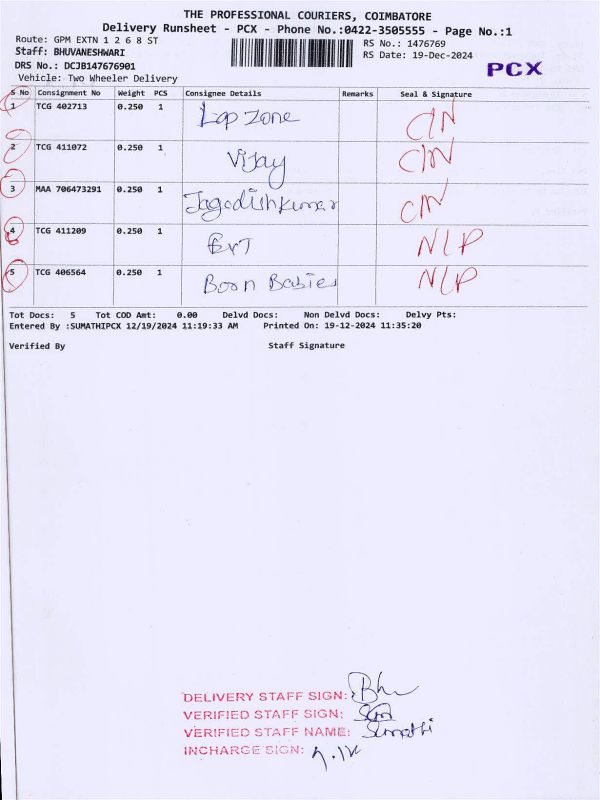 THE PROFESSIONAL COURIERS, COIMBATORE
Delivery Runsheet - PCX - Phone No.:0422-3505555 - Page No.:1
Route: GPM EXTN 1 2 6 8 ST
RS No.: 1476769
Staff: BHUVANESHWARI
RS Date: 19-Dec-2024
PCX
DRS No.: DCJB147676901
Vehicle: Two Wheeler Delivery
S No Consignment No Weight PCS Consignee Details Remarks Seal & Signature
1 TCG 402713 0.250 1 Lap Zone C/N
2 TCG 411072 0.250 1 Vijay C/N
3 MAA 706473291 0.250 1 Jagadishkumar C/N
4 TCG 411209 0.250 1 NLP
5 TCG 406564 0.250 1 Boon Babies NLP
Tot Docs: 5 Tot COD Amt: 0.00 Delvd Docs: Non Delvd Docs: Delvy Pts:
Entered By :SUMATHIPCX 12/19/2024 11:19:33 AM Printed On: 19-12-2024 11:35:20
Verified By Staff Signature
DELIVERY STAFF SIGN:
VERIFIED STAFF SIGN:
VERIFIED STAFF NAME: Sumathi
INCHARGE SIGN: